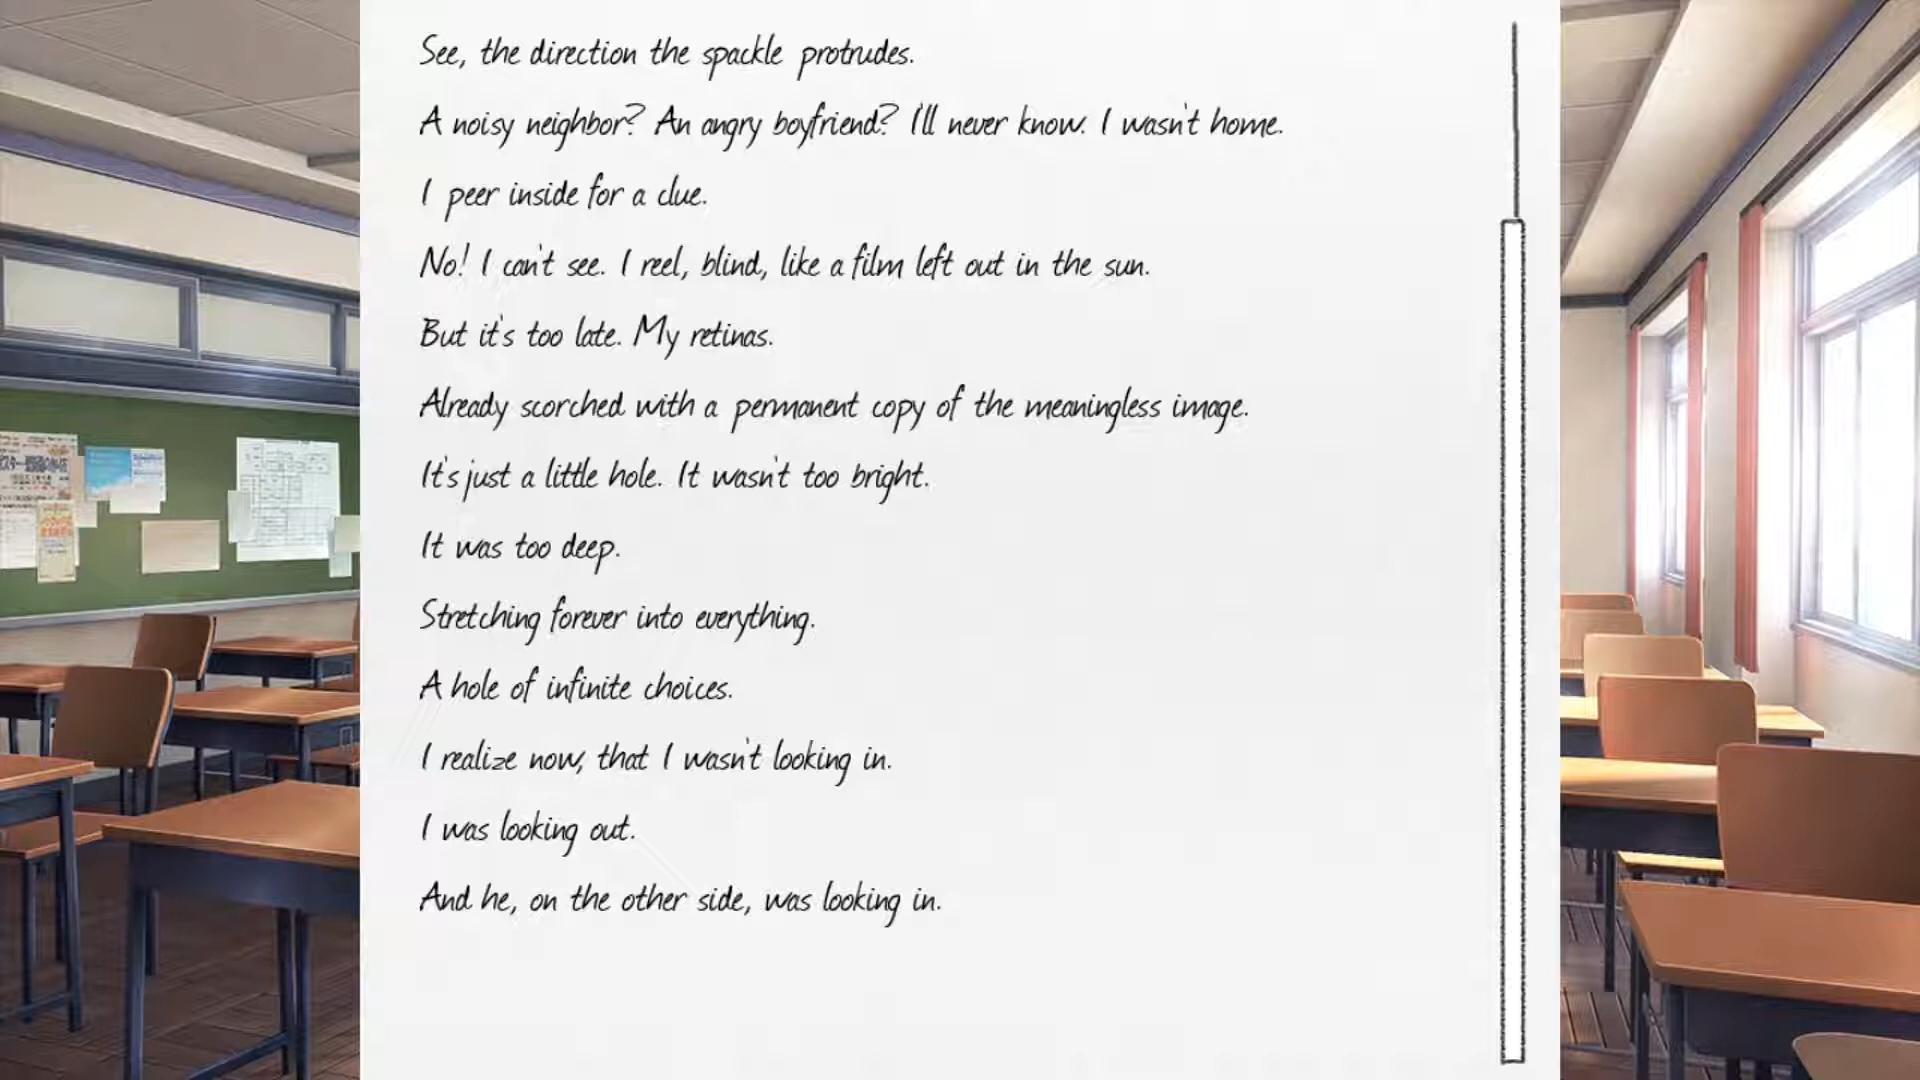 See, the direction the spackle protrudes.
A noisy neighbor? An angry boyfriend? I'll never know. I wasn't home.
I peer inside for a clue.
No! I can't see. I reel, blind, like a film left out in the sun.
But it's too late. My retinas.
Already scorched with a permanent copy of the meaningless image.
It's just a little hole. It wasn't too bright.
It was too deep.
Stretching forever into everything.
A hole of infinite choices.
I realize now, that I wasn't looking in.
I was looking out.
And he, on the other side, was looking in.